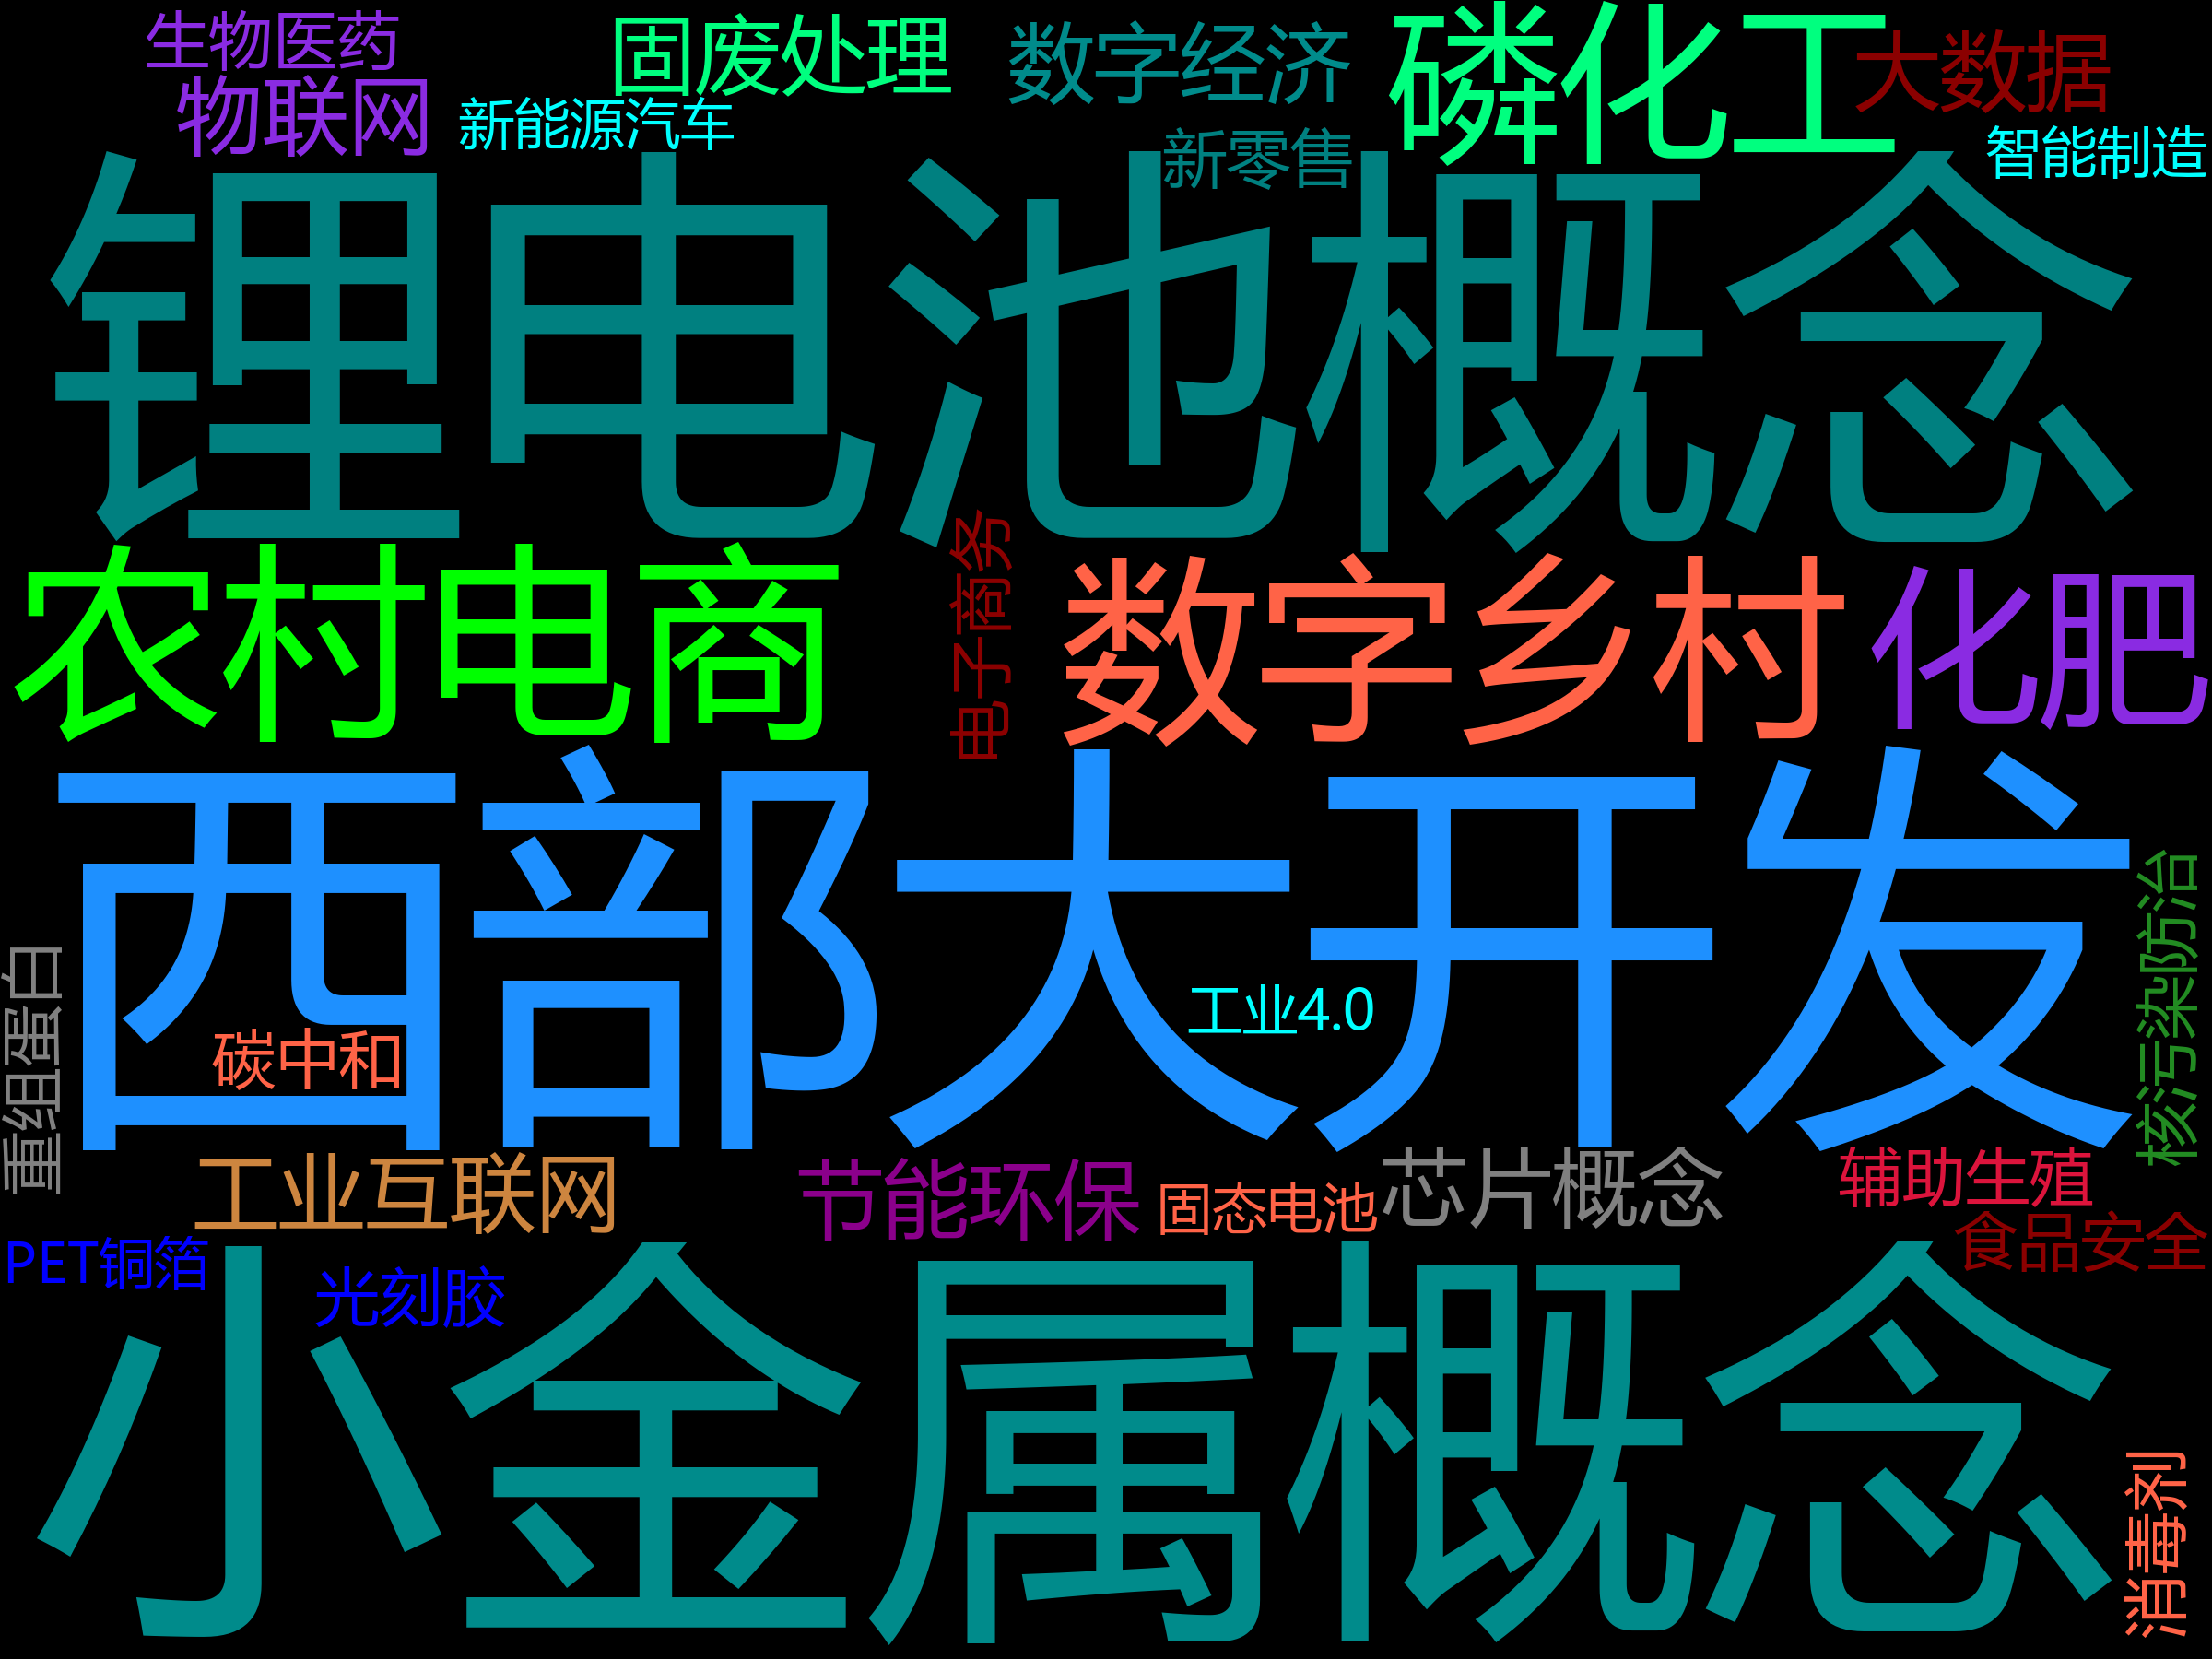 生物医药
固废处理
数字经济
磷化工
大数据
物联网
新能源汽车
新零售
智能制造
锂电池概念
农村电商
电子商务
数字乡村
化肥
西部大开发
工业4.0
碳中和
重组蛋白
核污染防治
工业互联网
节能环保
固态电池
芯片概念
辅助生殖
食品安全
PET铜箔
光刻胶
小金属概念
消毒剂